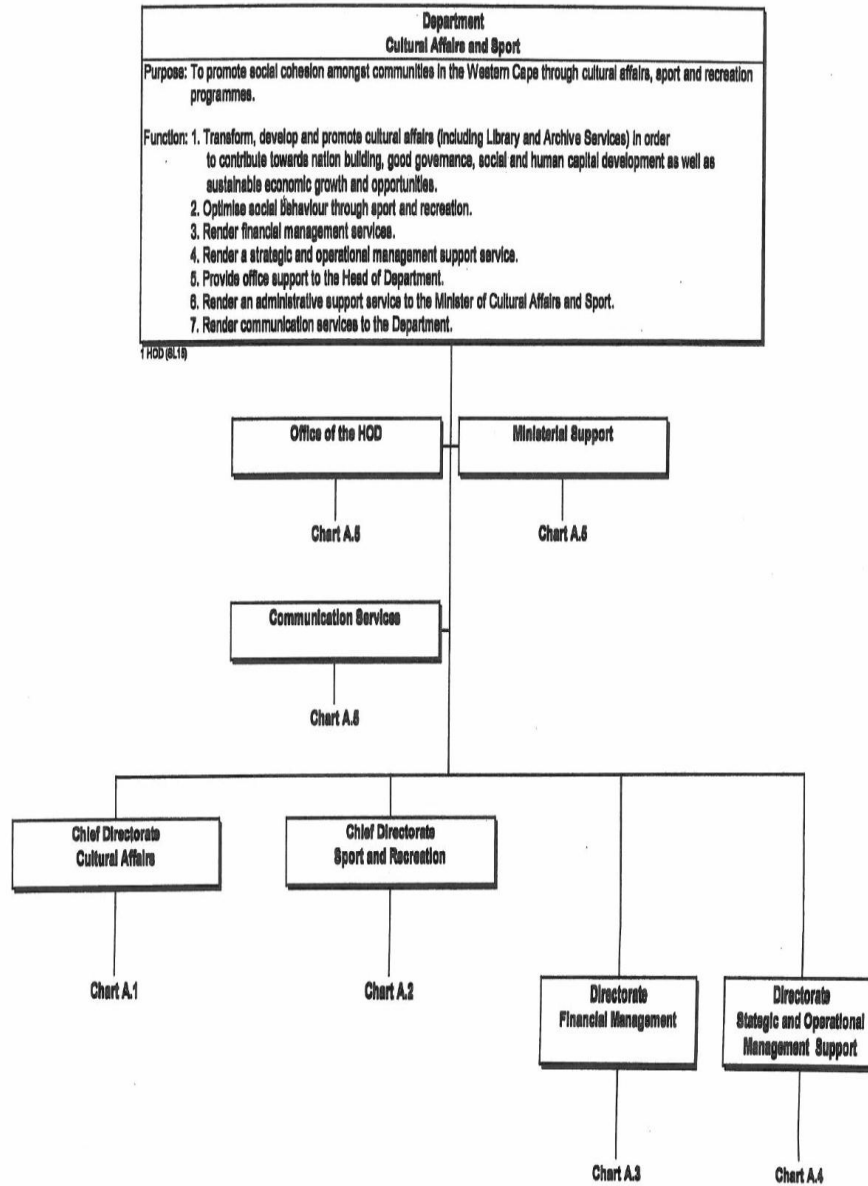 Department
Cultural Affairs and Sport
Purpose: To promote social cohesion amongst communities in the Western Cape through cultural affairs, sport and recreation
programmes.
Function: 1. Transform, develop and promote cultural affairs (including Library and Archive Services) in order
to contribute towards nation building, good governance, social and human capital development as well as
sustainable economic growth and opportunities.
2. Optimise social behaviour through sport and recreation.
3. Render financial management services.
4. Render a strategic and operational management support service.
5. Provide office support to the Head of Department.
6. Render an administrative support service to the Minister of Cultural Affairs and Sport.
7. Render communication services to the Department.
1 HOD (SL15)
Office of the HOD
Ministerial Support
Chart A.5
Chart A.5
Communication Services
Chart A.5
Chief Directorate
Cultural Affairs
Chief Directorate
Sport and Recreation
Chart A.1
Chart A.2
Directorate
Financial Management
Directorate
Stategic and Operational
Management Support
Chart A.3
Chart A.4